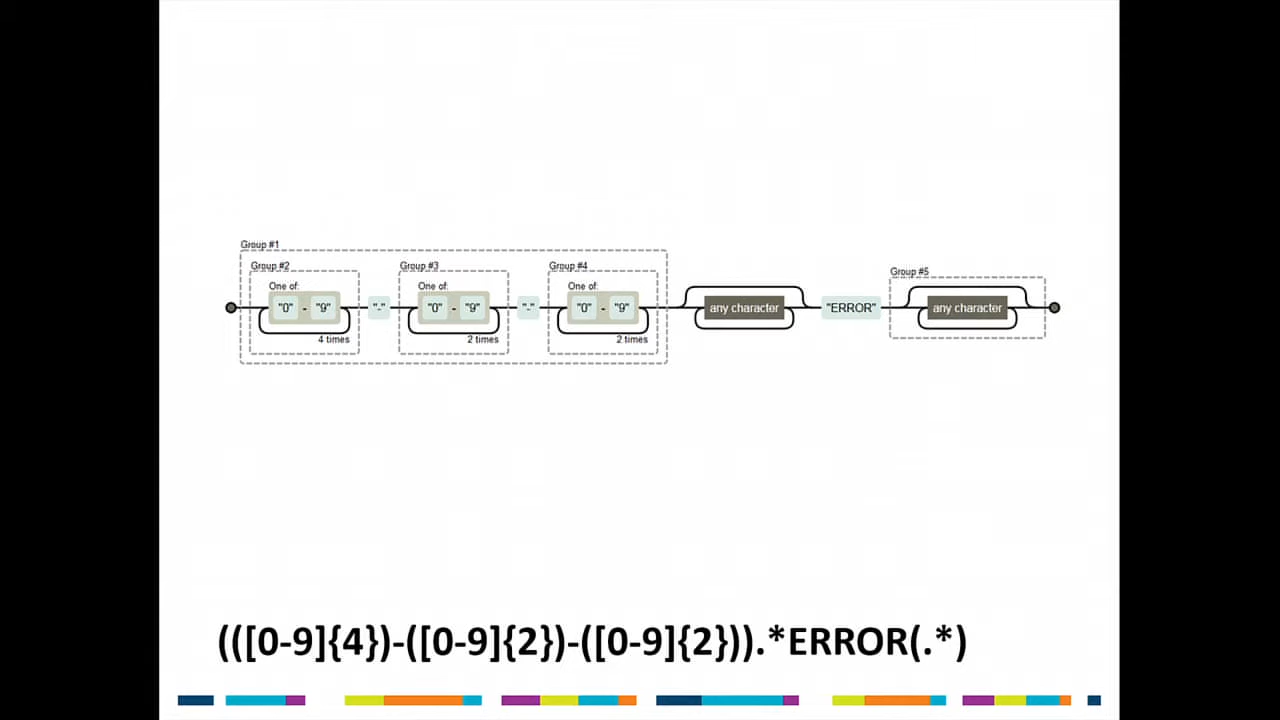 Group #1
Group #2 Group #3 Group #4
Group #5
One of: One of: One of:
"0" - "9" "-" "0" - "9" "-" "0" - "9" any character "ERROR" any character
4 times 2 times 2 times
(([0-9]{4})-([0-9]{2})-([0-9]{2})).*ERROR(.*)